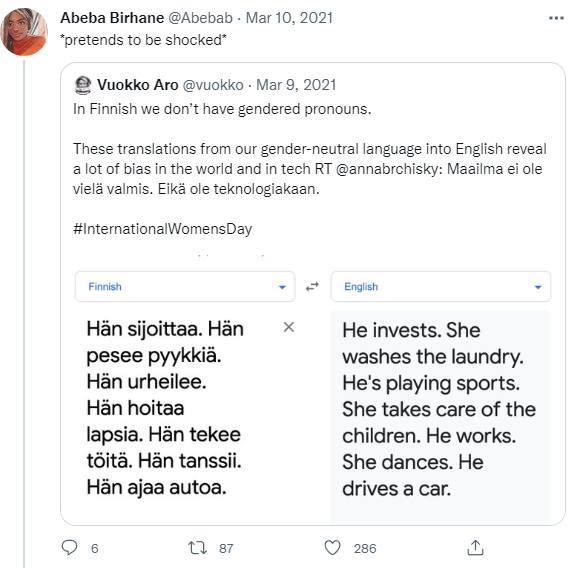 Abeba Birhane @Abebab · Mar 10, 2021
*pretends to be shocked*
Vuokko Aro @vuokko · Mar 9, 2021
In Finnish we don’t have gendered pronouns.
These translations from our gender-neutral language into English reveal
a lot of bias in the world and in tech RT @annabrchisky: Maailma ei ole
vielä valmis. Eikä ole teknologiakaan.
#InternationalWomensDay
Finnish
English
Hän sijoittaa. Hän
pesee pyykkiä.
Hän urheilee.
Hän hoitaa
lapsia. Hän tekee
töitä. Hän tanssii.
Hän ajaa autoa.
He invests. She
washes the laundry.
He's playing sports.
She takes care of the
children. He works.
She dances. He
drives a car.
6
87
286